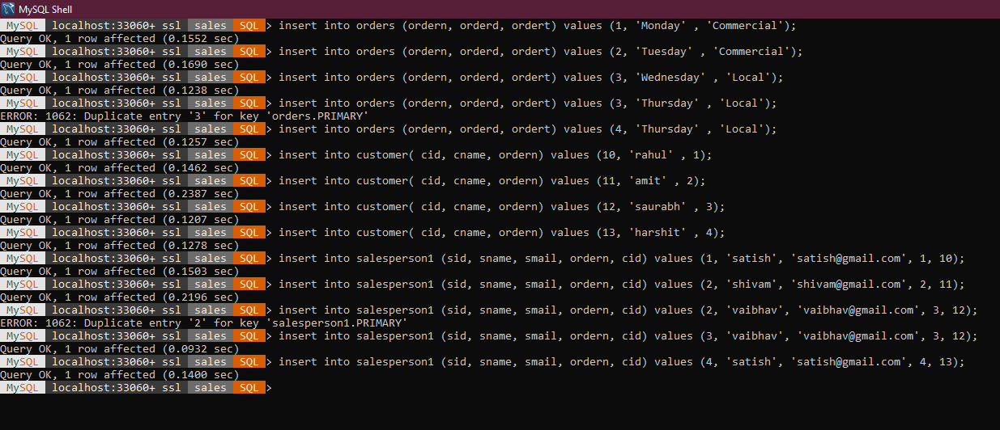 MySQL Shell
MySQL localhost:33060+ ssl sales SQL > insert into orders (ordern, orderd, ordert) values (1, 'Monday' , 'Commercial');
Query OK, 1 row affected (0.1552 sec)
MySQL localhost:33060+ ssl sales SQL > insert into orders (ordern, orderd, ordert) values (2, 'Tuesday' , 'Commercial');
Query OK, 1 row affected (0.1690 sec)
MySQL localhost:33060+ ssl sales SQL > insert into orders (ordern, orderd, ordert) values (3, 'Wednesday' , 'Local');
Query OK, 1 row affected (0.1238 sec)
MySQL localhost:33060+ ssl sales SQL > insert into orders (ordern, orderd, ordert) values (3, 'Thursday' , 'Local');
ERROR: 1062: Duplicate entry '3' for key 'orders.PRIMARY'
MySQL localhost:33060+ ssl sales SQL > insert into orders (ordern, orderd, ordert) values (4, 'Thursday' , 'Local');
Query OK, 1 row affected (0.1257 sec)
MySQL localhost:33060+ ssl sales SQL > insert into customer( cid, cname, ordern) values (10, 'rahul' , 1);
Query OK, 1 row affected (0.1462 sec)
MySQL localhost:33060+ ssl sales SQL > insert into customer( cid, cname, ordern) values (11, 'amit' , 2);
Query OK, 1 row affected (0.2387 sec)
MySQL localhost:33060+ ssl sales SQL > insert into customer( cid, cname, ordern) values (12, 'saurabh' , 3);
Query OK, 1 row affected (0.1207 sec)
MySQL localhost:33060+ ssl sales SQL > insert into customer( cid, cname, ordern) values (13, 'harshit' , 4);
Query OK, 1 row affected (0.1278 sec)
MySQL localhost:33060+ ssl sales SQL > insert into salesperson1 (sid, sname, smail, ordern, cid) values (1, 'satish', 'satish@gmail.com', 1, 10);
Query OK, 1 row affected (0.1503 sec)
MySQL localhost:33060+ ssl sales SQL > insert into salesperson1 (sid, sname, smail, ordern, cid) values (2, 'shivam', 'shivam@gmail.com', 2, 11);
Query OK, 1 row affected (0.2196 sec)
MySQL localhost:33060+ ssl sales SQL > insert into salesperson1 (sid, sname, smail, ordern, cid) values (2, 'vaibhav', 'vaibhav@gmail.com', 3, 12);
ERROR: 1062: Duplicate entry '2' for key 'salesperson1.PRIMARY'
MySQL localhost:33060+ ssl sales SQL > insert into salesperson1 (sid, sname, smail, ordern, cid) values (3, 'vaibhav', 'vaibhav@gmail.com', 3, 12);
Query OK, 1 row affected (0.0932 sec)
MySQL localhost:33060+ ssl sales SQL > insert into salesperson1 (sid, sname, smail, ordern, cid) values (4, 'satish', 'satish@gmail.com', 4, 13);
Query OK, 1 row affected (0.1400 sec)
MySQL localhost:33060+ ssl sales SQL >